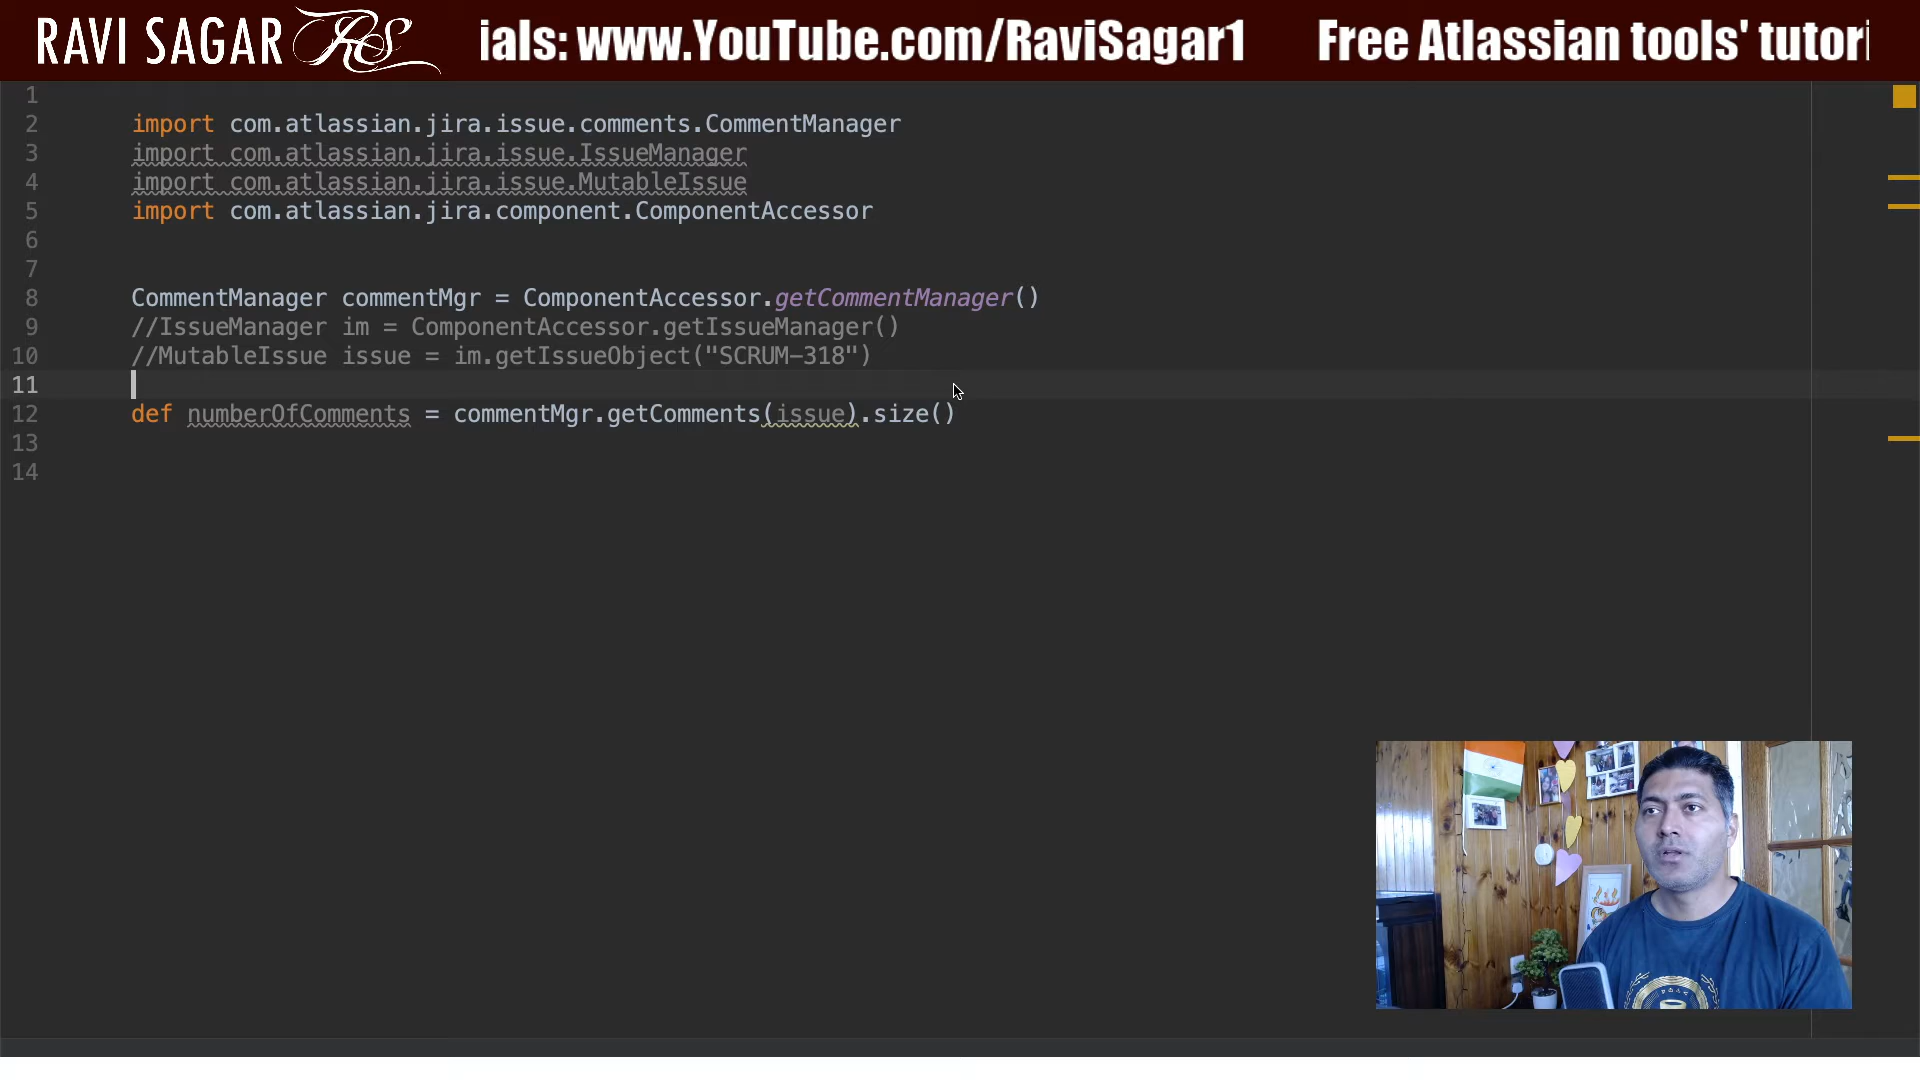 RAVI SAGAR RS ials: www.YouTube.com/RaviSagar1 Free Atlassian tools' tutori
1
2 import com.atlassian.jira.issue.comments.CommentManager
3 import com.atlassian.jira.issue.IssueManager
4 import com.atlassian.jira.issue.MutableIssue
5 import com.atlassian.jira.component.ComponentAccessor
6
7
8 CommentManager commentMgr = ComponentAccessor.getCommentManager()
9 //IssueManager im = ComponentAccessor.getIssueManager()
10 //MutableIssue issue = im.getIssueObject("SCRUM-318")
11
12 def numberOfComments = commentMgr.getComments(issue).size()
13
14